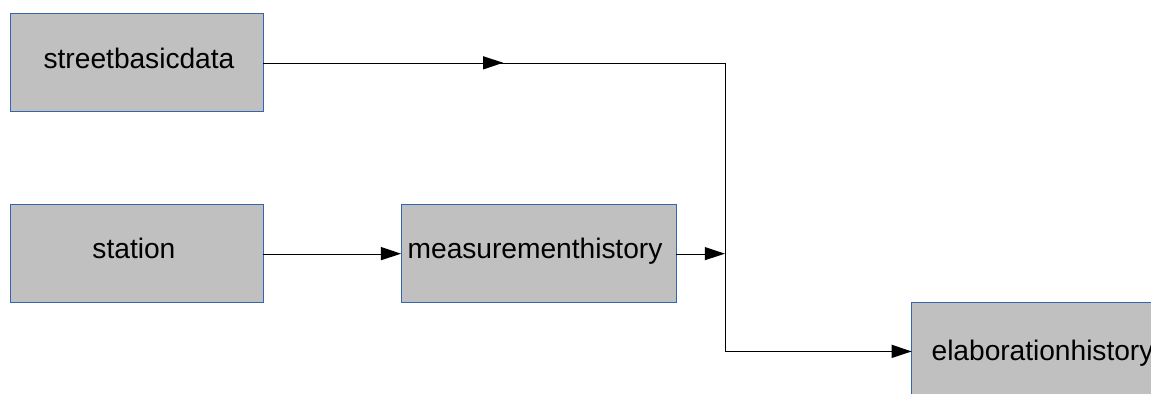 streetbasicdata
station
measurementhistory
elaborationhistory